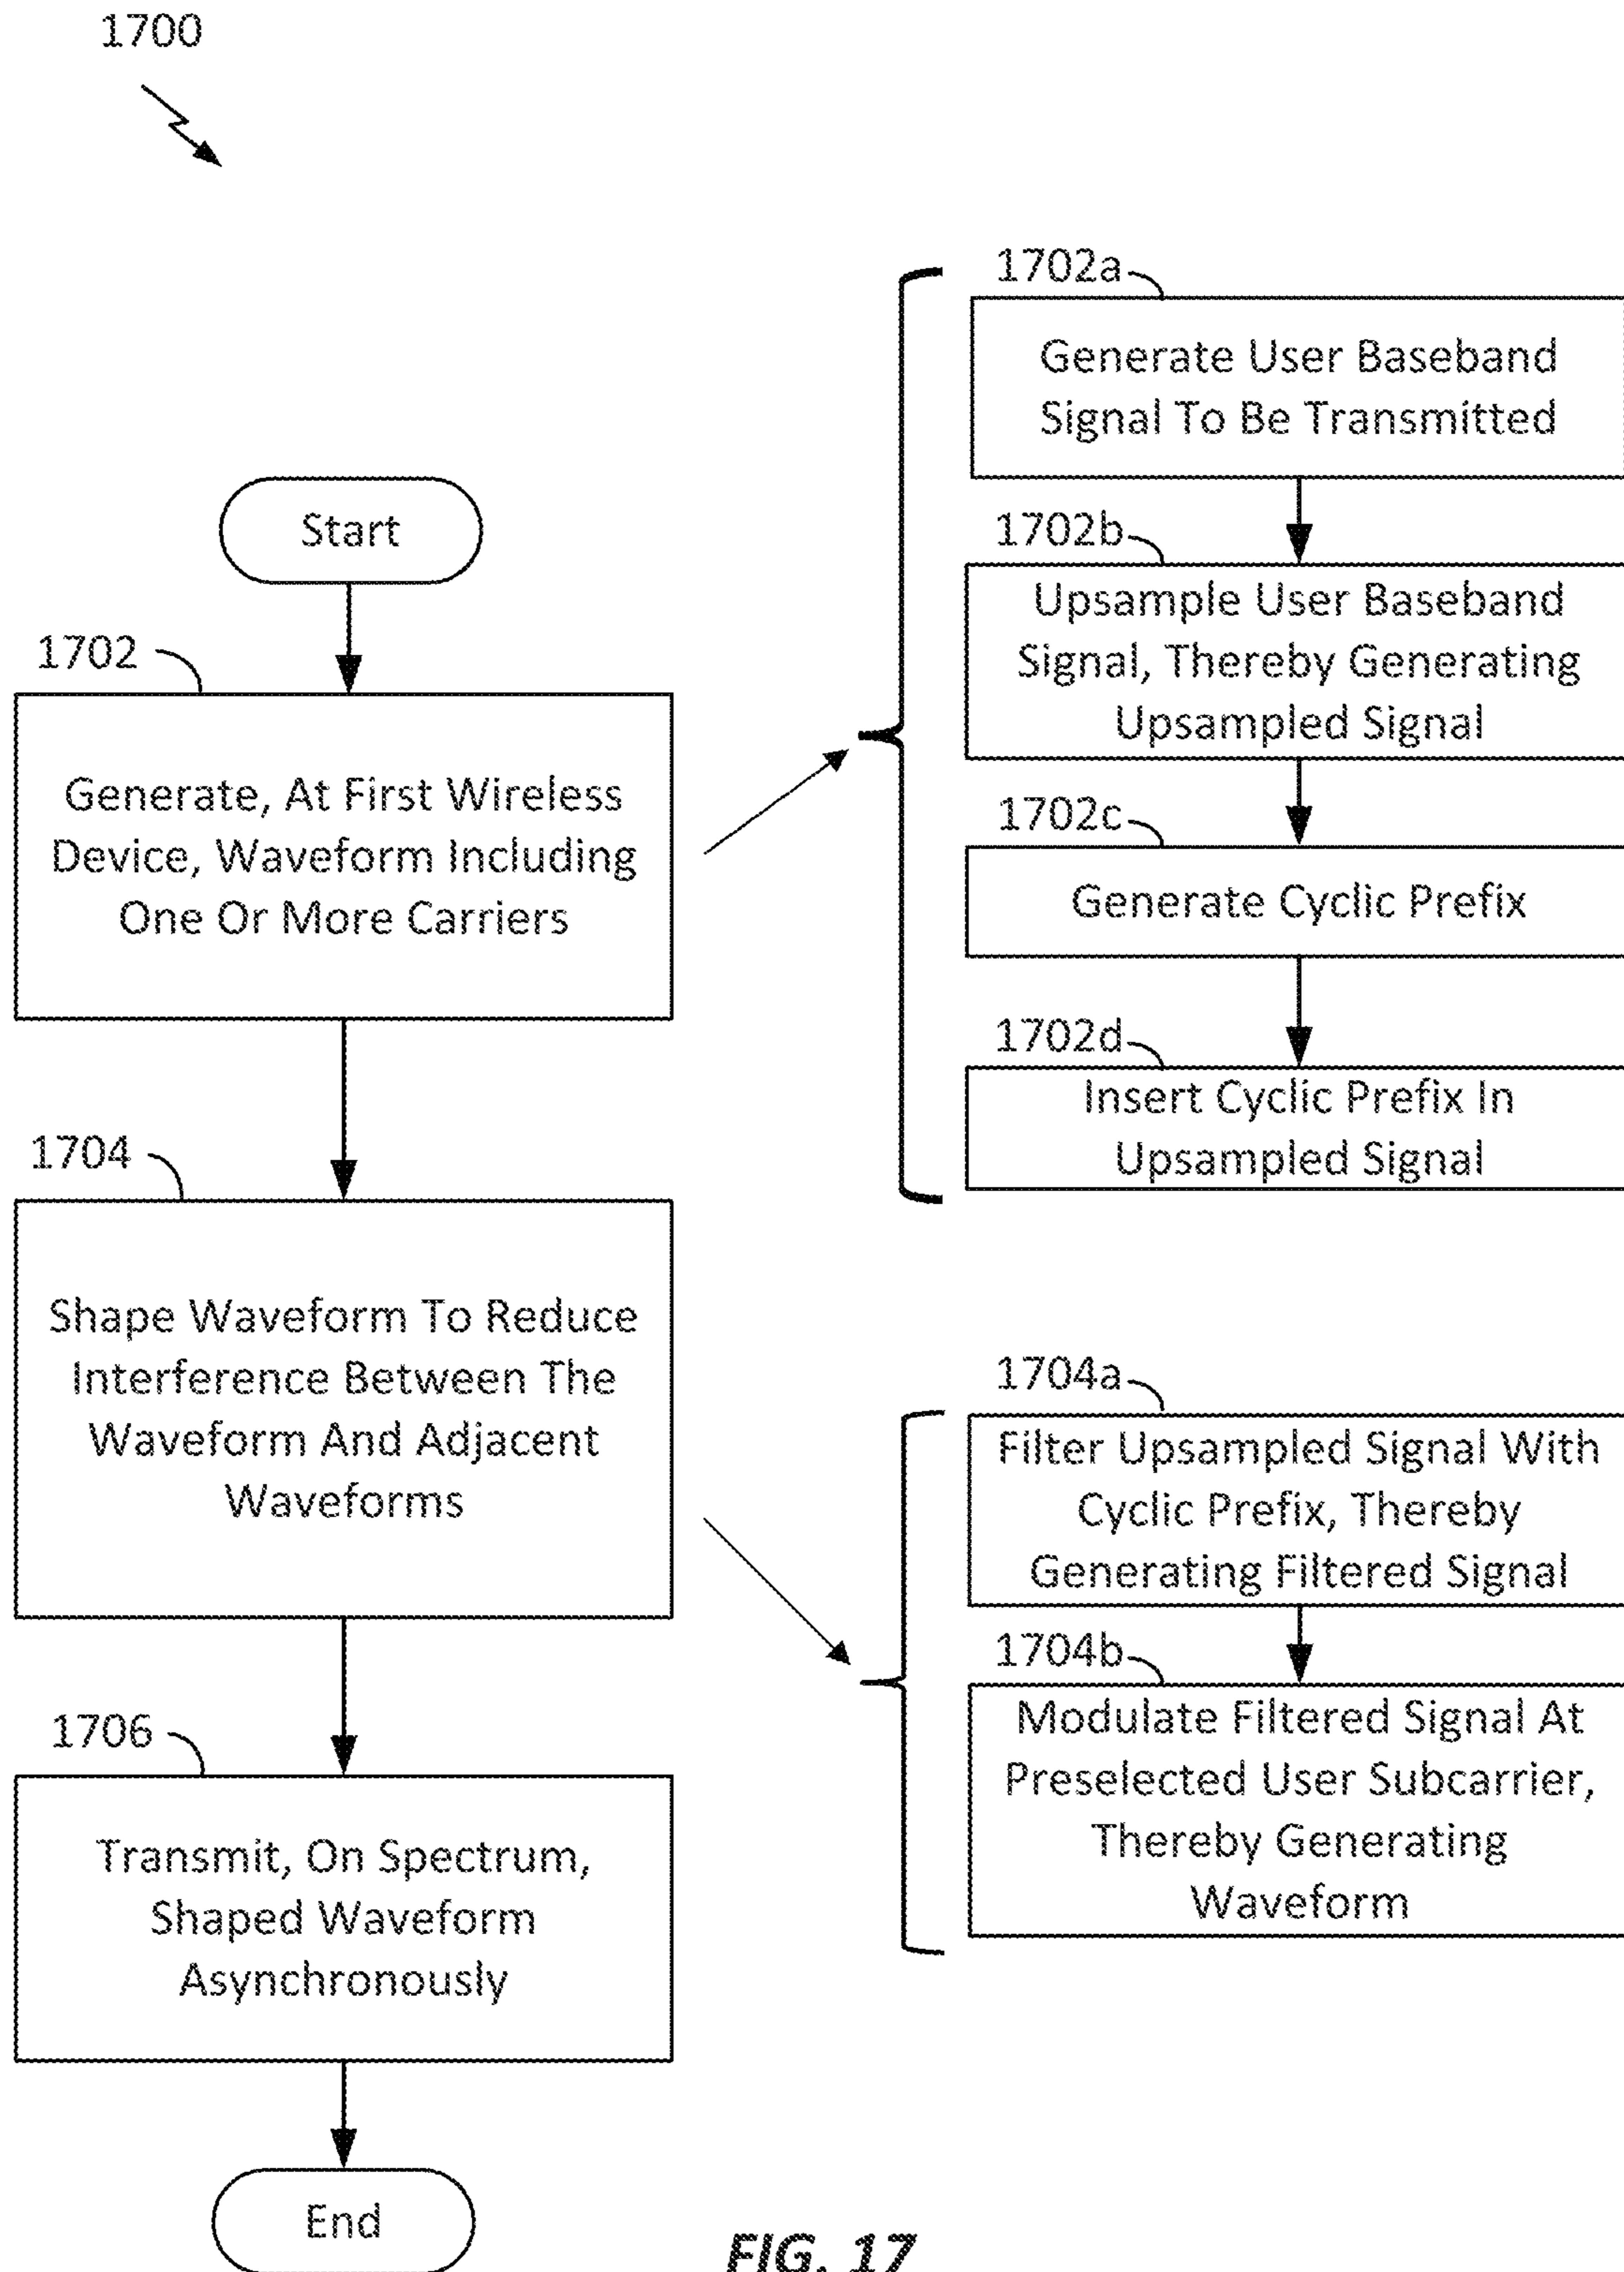 1700
Start
1702
Generate, At First Wireless
Device, Waveform Including
One Or More Carriers
1704
Shape Waveform To Reduce
Interference Between The
Waveform And Adjacent
Waveforms
1706
Transmit, On Spectrum,
Shaped Waveform
Asynchronously
End
1702a
Generate User Baseband
Signal To Be Transmitted
1702b
Upsample User Baseband
Signal, Thereby Generating
Upsampled Signal
1702c
Generate Cyclic Prefix
1702d
Insert Cyclic Prefix In
Upsampled Signal
1704a
Filter Upsampled Signal With
Cyclic Prefix, Thereby
Generating Filtered Signal
1704b
Modulate Filtered Signal At
Preselected User Subcarrier,
Thereby Generating
Waveform
FIG. 17